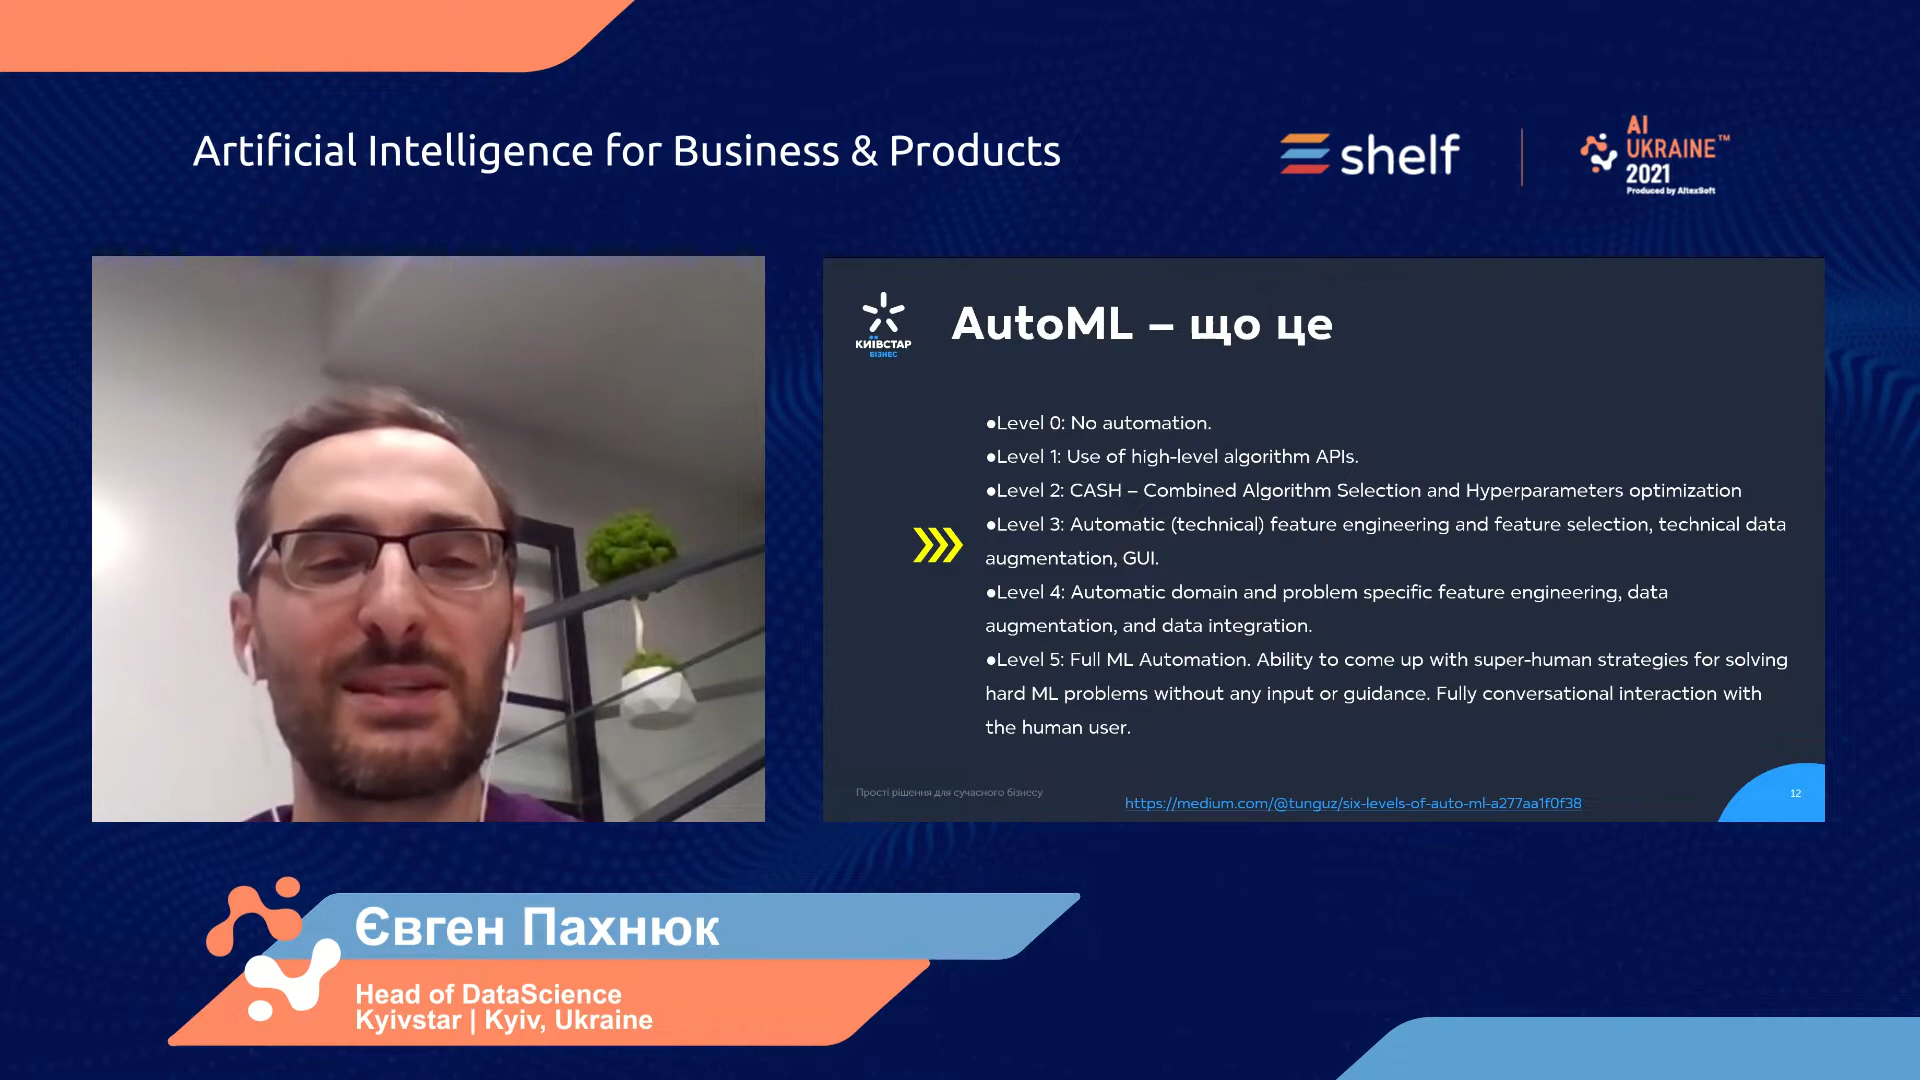 Artificial Intelligence for Business & Products
shelf
AI
UKRAINE™
2021
Produced by AltexSoft
КИЇВСТАР
БІЗНЕС
AutoML – що це
●Level 0: No automation.
●Level 1: Use of high-level algorithm APIs.
●Level 2: CASH – Combined Algorithm Selection and Hyperparameters optimization
●Level 3: Automatic (technical) feature engineering and feature selection, technical data
augmentation, GUI.
●Level 4: Automatic domain and problem specific feature engineering, data
augmentation, and data integration.
●Level 5: Full ML Automation. Ability to come up with super-human strategies for solving
hard ML problems without any input or guidance. Fully conversational interaction with
the human user.
Прості рішення для сучасного бізнесу
https://medium.com/@tunguz/six-levels-of-auto-ml-a277aa1f0f38
12
Євген Пахнюк
Head of DataScience
Kyivstar | Kyiv, Ukraine